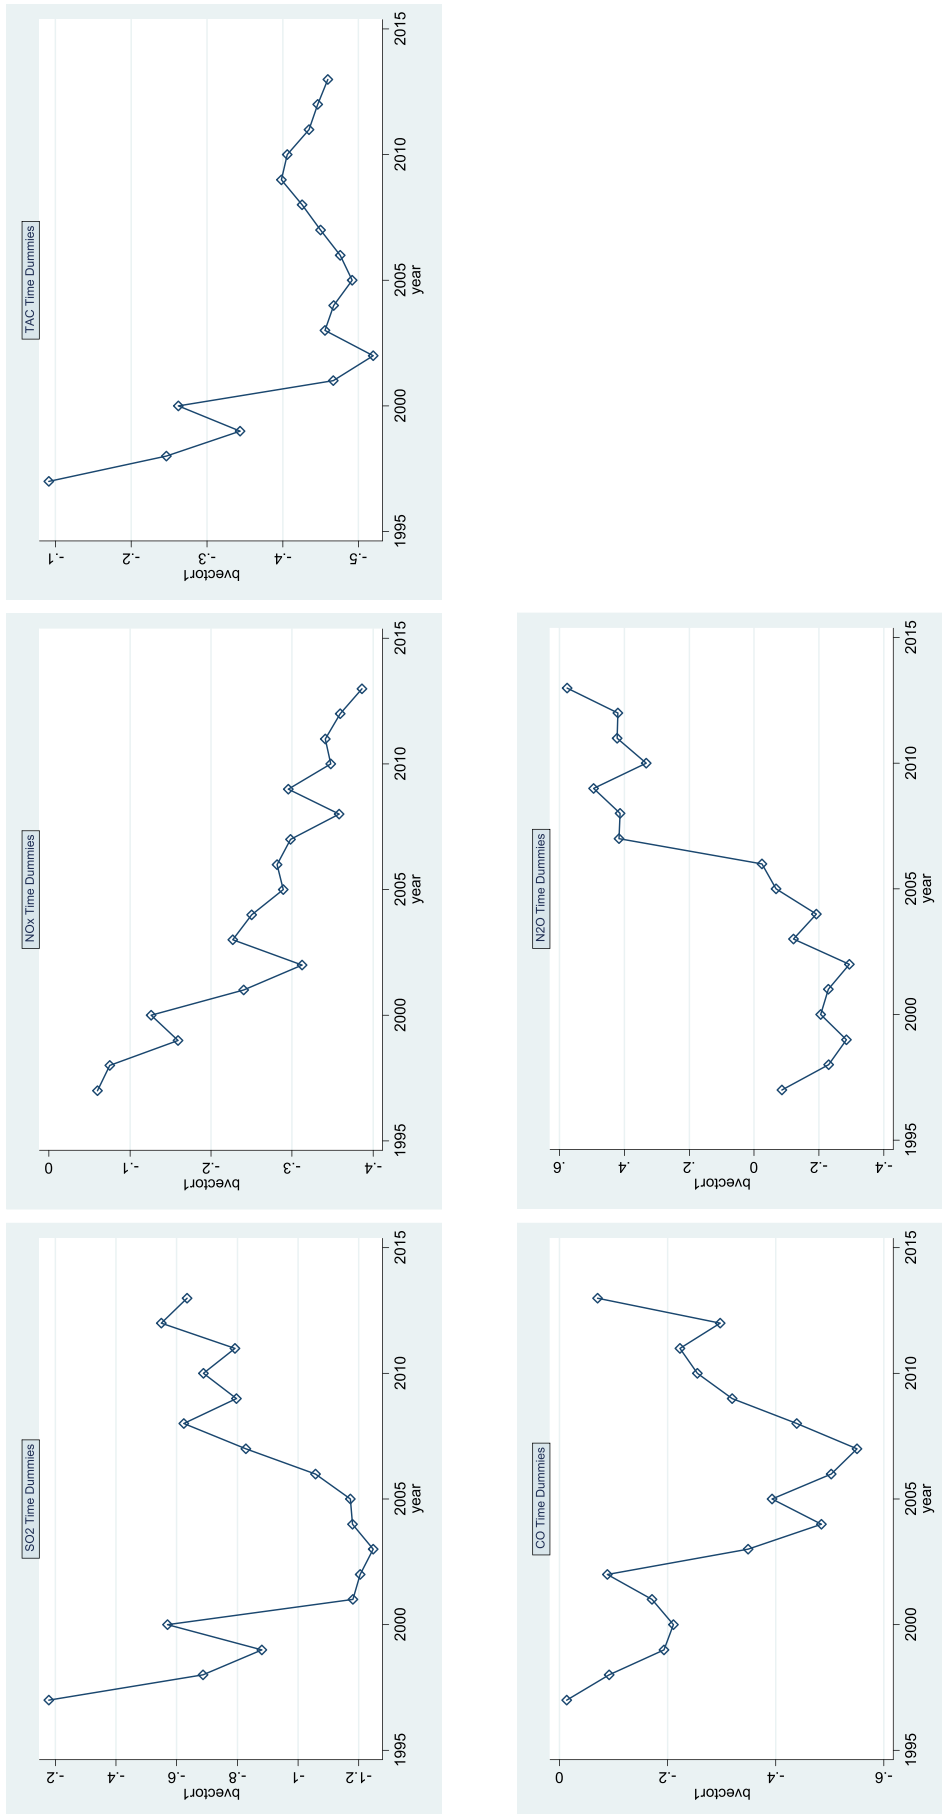 SO2 Time Dummies
bvector1
-.2
-.4
-.6
-.8
-1
-1.2
1995 2000 2005 2010 2015
year
NOx Time Dummies
bvector1
0
-.1
-.2
-.3
-.4
1995 2000 2005 2010 2015
year
TAC Time Dummies
bvector1
-.1
-.2
-.3
-.4
-.5
1995 2000 2005 2010 2015
year
CO Time Dummies
bvector1
0
-.2
-.4
-.6
1995 2000 2005 2010 2015
year
N2O Time Dummies
bvector1
.6
.4
.2
0
-.2
-.4
1995 2000 2005 2010 2015
year